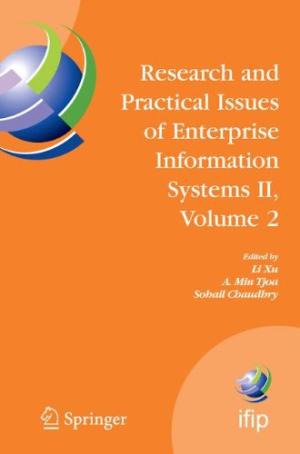 Research and
Practical Issues
of Enterprise
Information
Systems II,
Volume 2
Edited by
Li Xu
A. Min Tjoa
Sohail Chaudhry
Springer
ifip